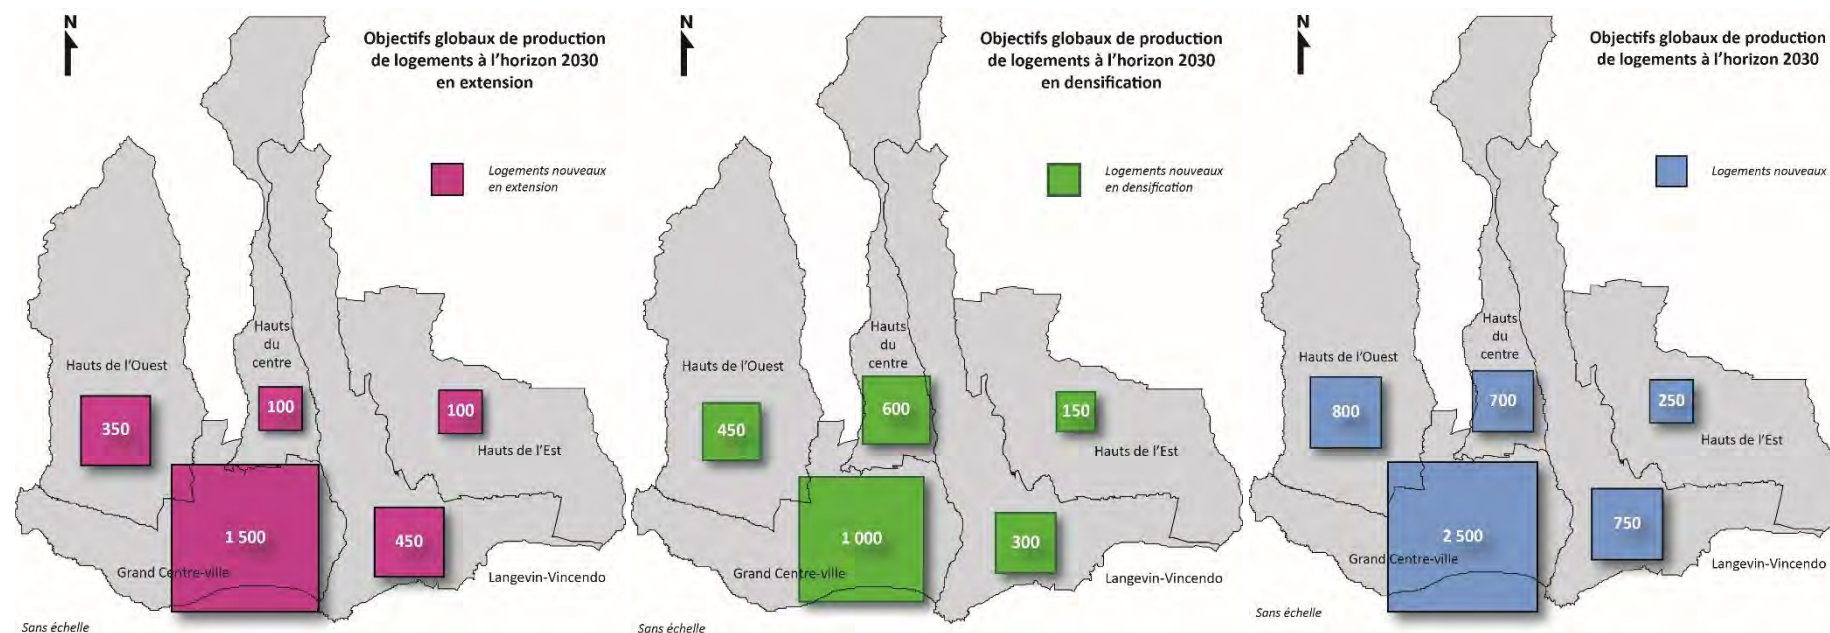 N
Objectifs globaux de production
de logements à l'horizon 2030
en extension
Logements nouveaux
en extension
Hauts
du
centre
Hauts de l'Ouest
100
100
350
Hauts de l'Est
1 500
450
Grand Centre-ville
Langevin-Vincendo
Sans échelle
N
Objectifs globaux de production
de logements à l'horizon 2030
en densification
Logements nouveaux
en densification
Hauts
du
centre
Hauts de l'Ouest
600
150
450
Hauts de l'Est
1 000
300
Grand Centre-ville
Langevin-Vincendo
Sans échelle
N
Objectifs globaux de production
de logements à l'horizon 2030
Logements nouveaux
Hauts
du
centre
Hauts de l'Ouest
800
700
250
Hauts de l'Est
2 500
750
Grand Centre-ville
Langevin-Vincendo
Sans échelle